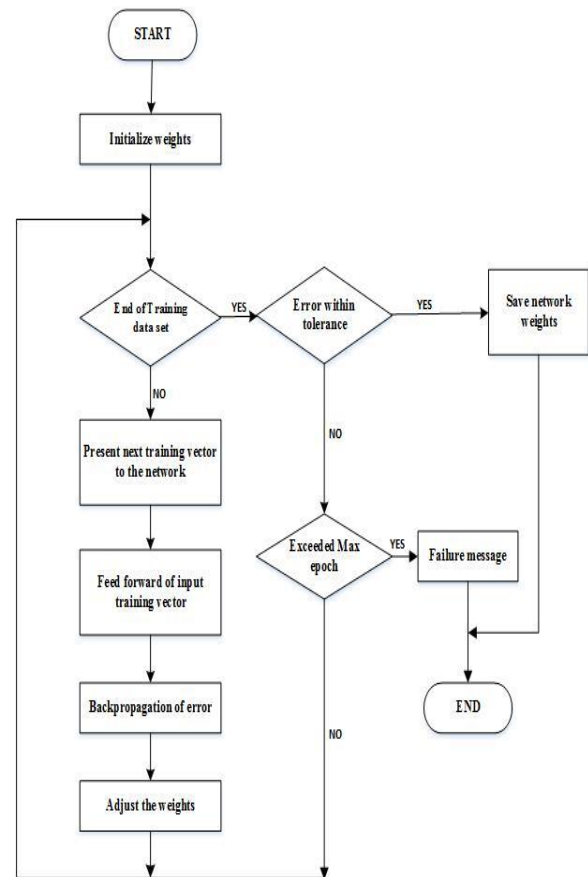 START
Initialize weights
End of Training
data set
YES
Error within
tolerance
YES
Save network
weights
NO
Present next training vector
to the network
NO
Feed forward of input
training vector
Exceeded Max
epoch
YES
Failure message
Backpropagation of error
END
NO
Adjust the weights